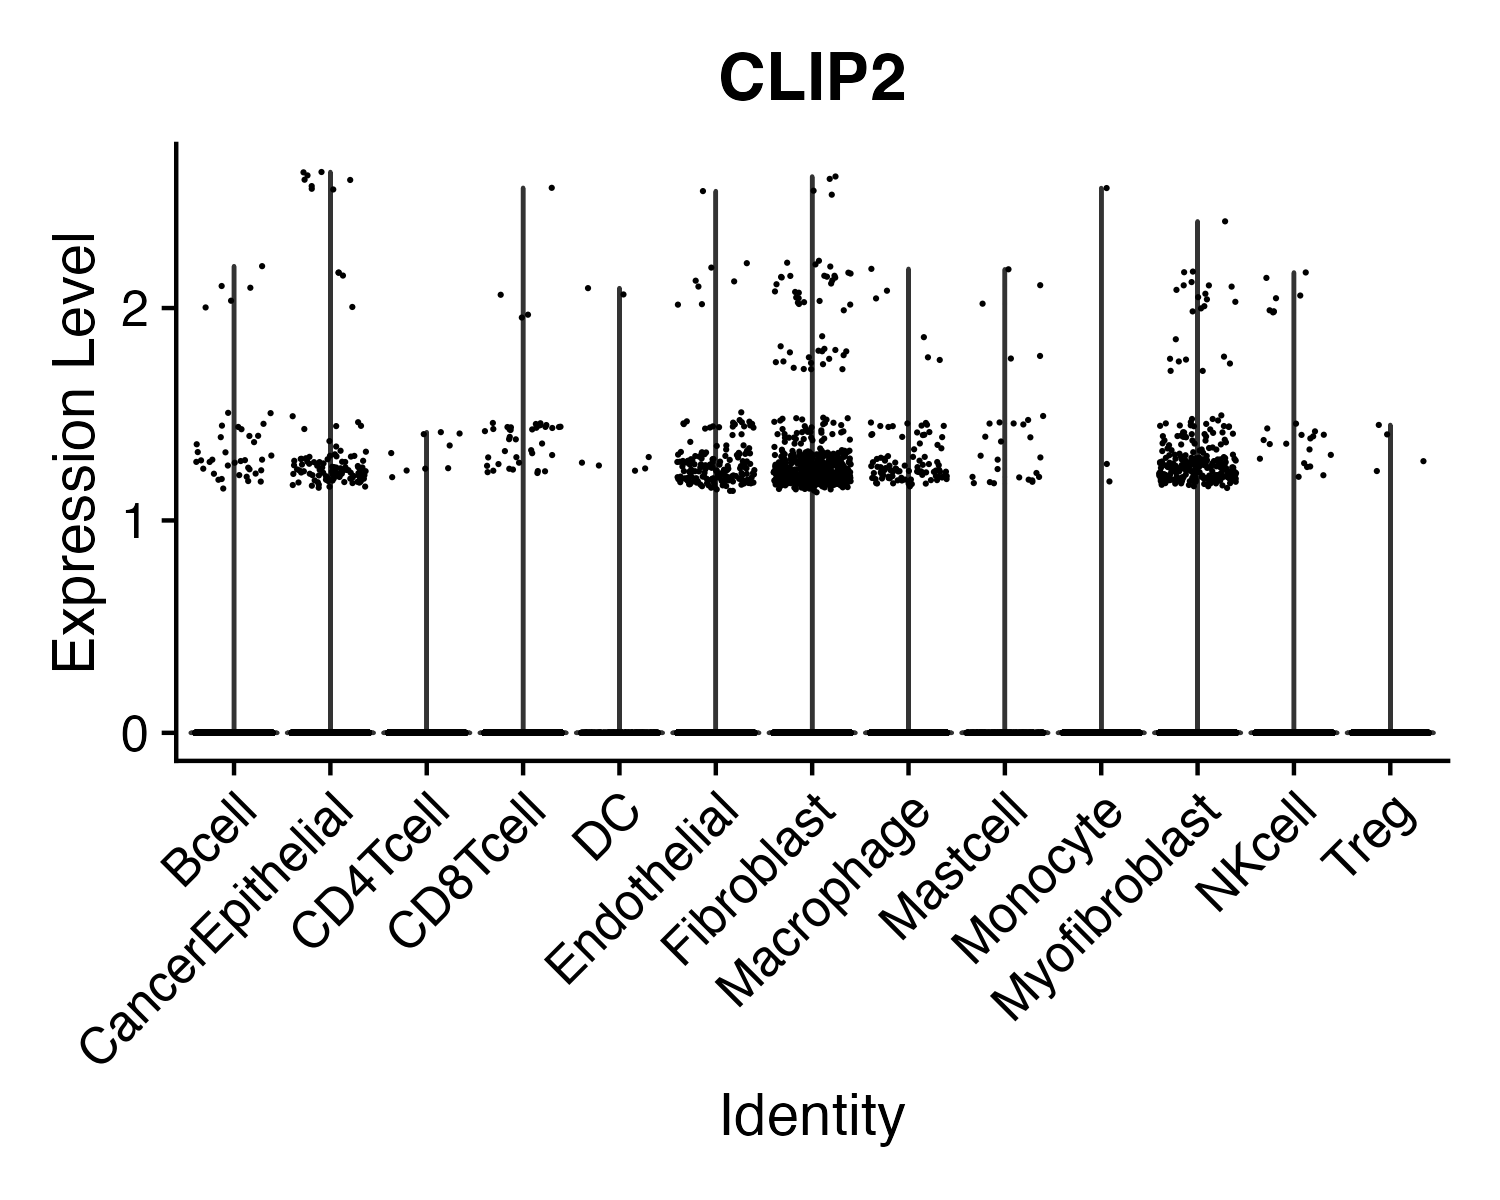 CLIP2
Expression Level
2
1
0
Bcell
CancerEpithelial
CD4Tcell
CD8Tcell
DC
Endothelial
Fibroblast
Macrophage
Mastcell
Monocyte
Myofibroblast
NKcell
Treg
Identity